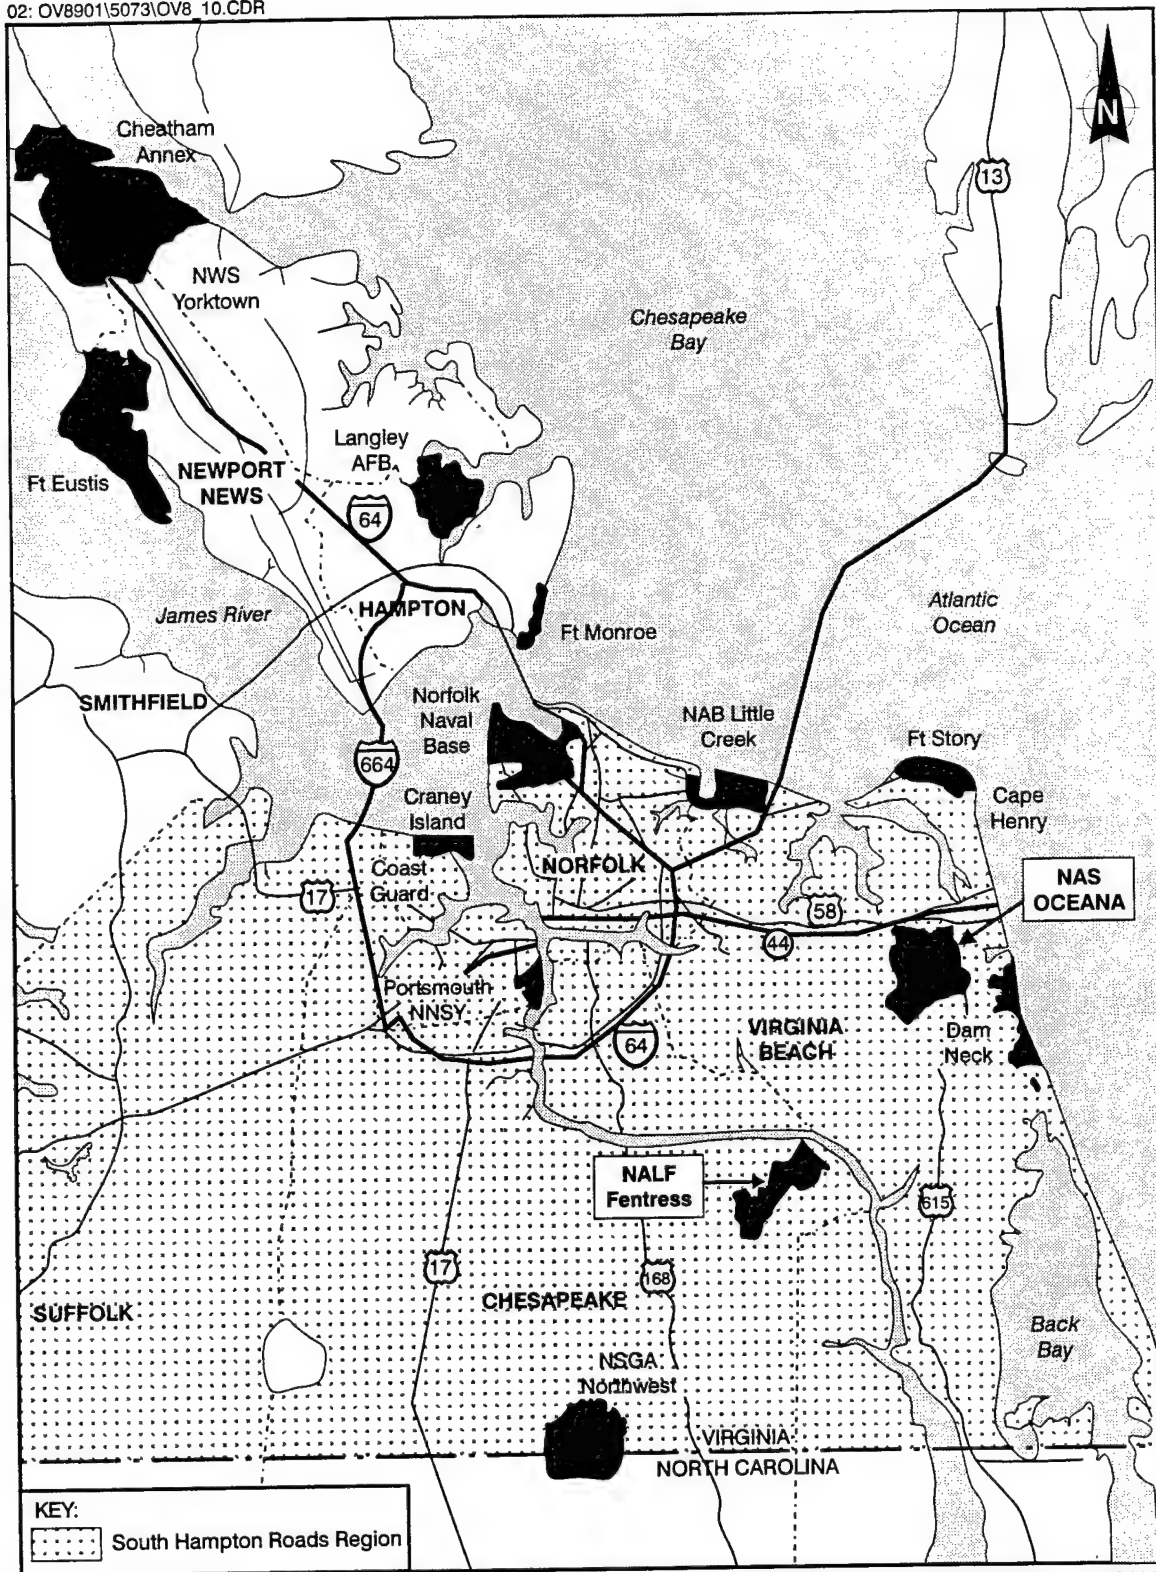 02: OV8901\5073\OV8_10.CDR
N
Cheatham
Annex
13
NWS
Yorktown
Chesapeake
Bay
Langley
AFB
NEWPORT
NEWS
Ft Eustis
64
James River
HAMPTON
Atlantic
Ocean
Ft Monroe
SMITHFIELD
Norfolk
Naval
Base
NAB Little
Creek
Ft Story
664
Craney
Island
Cape
Henry
NORFOLK
Coast
Guard
17
58
NAS
OCEANA
44
Portsmouth
NNSY
64
VIRGINIA
BEACH
Dam
Neck
NALF
Fentress
615
17
168
CHESAPEAKE
SUFFOLK
Back
Bay
NSGA
Northwest
VIRGINIA
NORTH CAROLINA
KEY:
South Hampton Roads Region